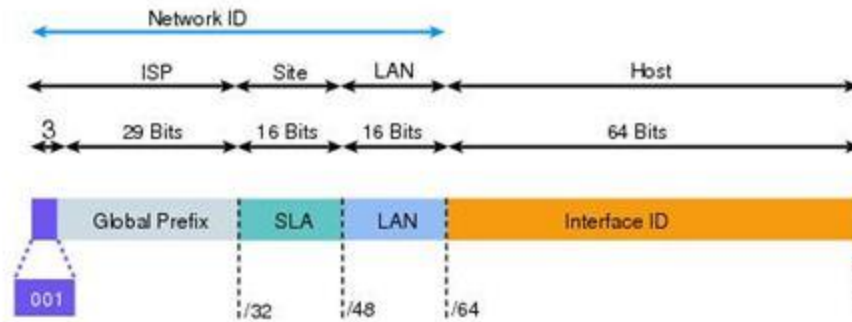 Network ID
ISP Site LAN Host
3 29 Bits 16 Bits 16 Bits 64 Bits
Global Prefix SLA LAN Interface ID
001 /32 /48 /64